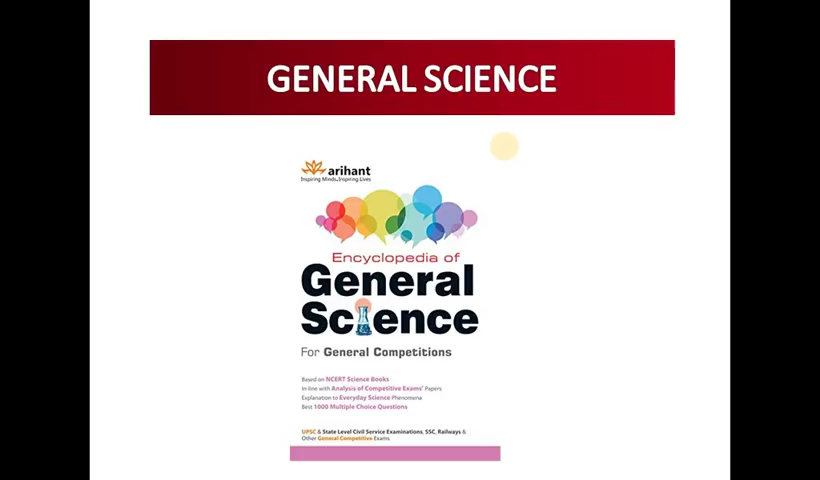 GENERAL SCIENCE
arihant
Inspiring Minds, Inspiring Lives
Encyclopedia of
General
Science
For General Competitions
Based on NCERT Science Books
In-line with Analysis of Competitive Exams' Papers
Explanation to Everyday Science Phenomena
Best 1000 Multiple Choice Questions
UPSC & State Level Civil Service Examinations, SSC, Railways &
Other General Competitive Exams